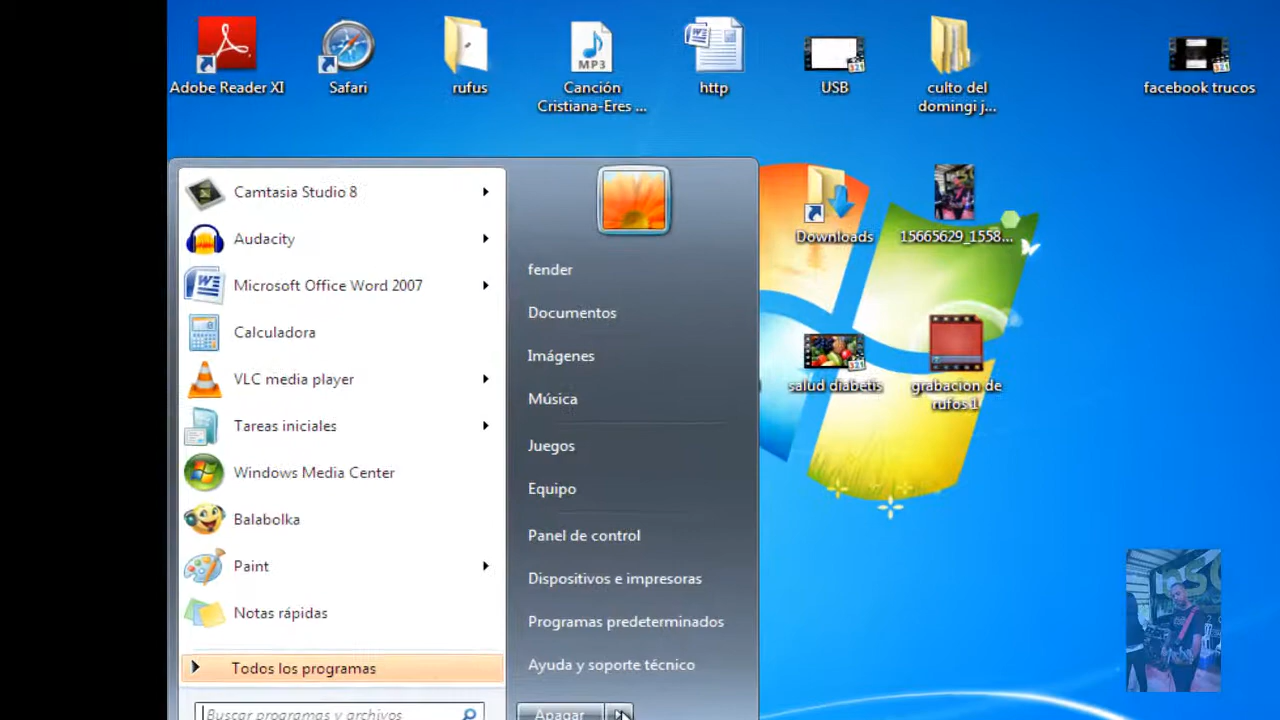 Adobe Reader XI
Safari
rufus
MP3
Canción
Cristiana-Eres ...
http
USB
culto del
domingi j...
facebook trucos
Downloads
15665629_1558...
salud diabetis
grabacion de
rufos1
Camtasia Studio 8
Audacity
Microsoft Office Word 2007
Calculadora
VLC media player
Tareas iniciales
Windows Media Center
Balabolka
Paint
Notas rápidas
Todos los programas
Buscar programas y archivos
fender
Documentos
Imágenes
Música
Juegos
Equipo
Panel de control
Dispositivos e impresoras
Programas predeterminados
Ayuda y soporte técnico
Apagar